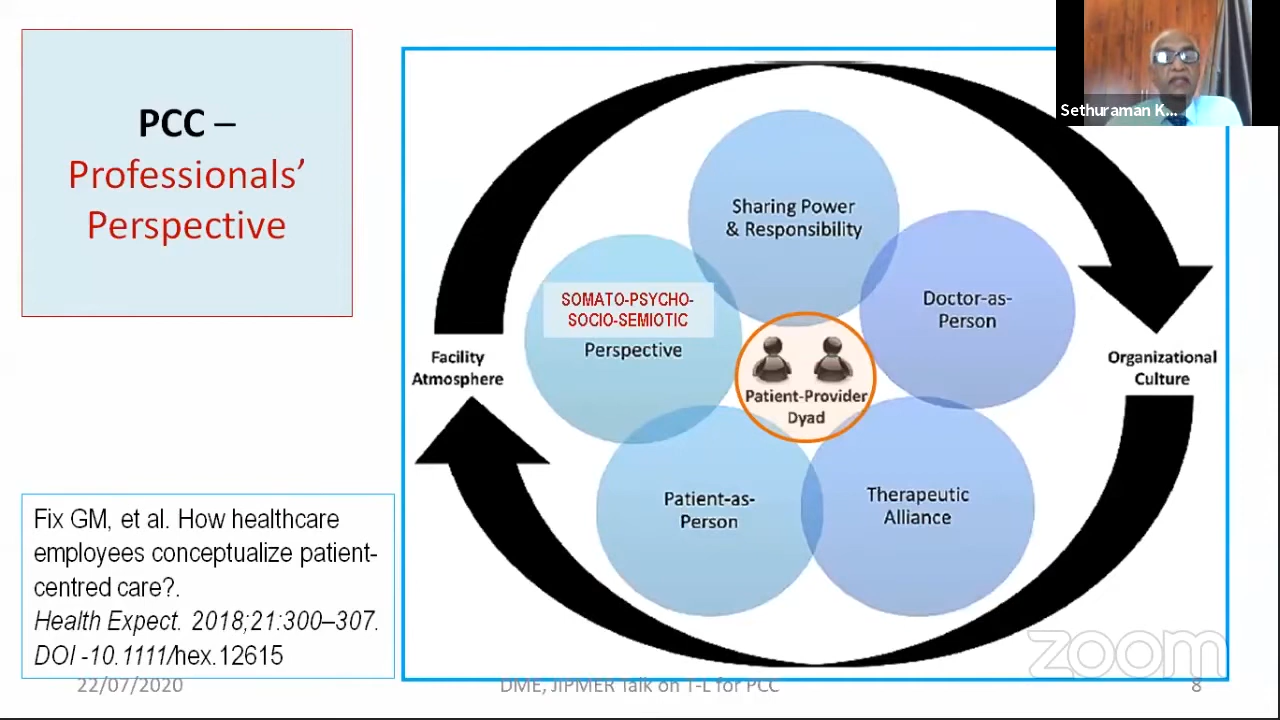 PCC –
Professionals’
Perspective
Sethuraman K...
Sharing Power
& Responsibility
SOMATO-PSYCHO-
SOCIO-SEMIOTIC
Perspective
Doctor-as-
Person
Facility
Atmosphere
Organizational
Culture
Patient-Provider
Dyad
Patient-as-
Person
Therapeutic
Alliance
Fix GM, et al. How healthcare
employees conceptualize patient-
centred care?.
Health Expect. 2018;21:300–307.
DOI -10.1111/hex.12615
zoom
22/07/2020
DME, JIPMER Talk on T-L for PCC
8